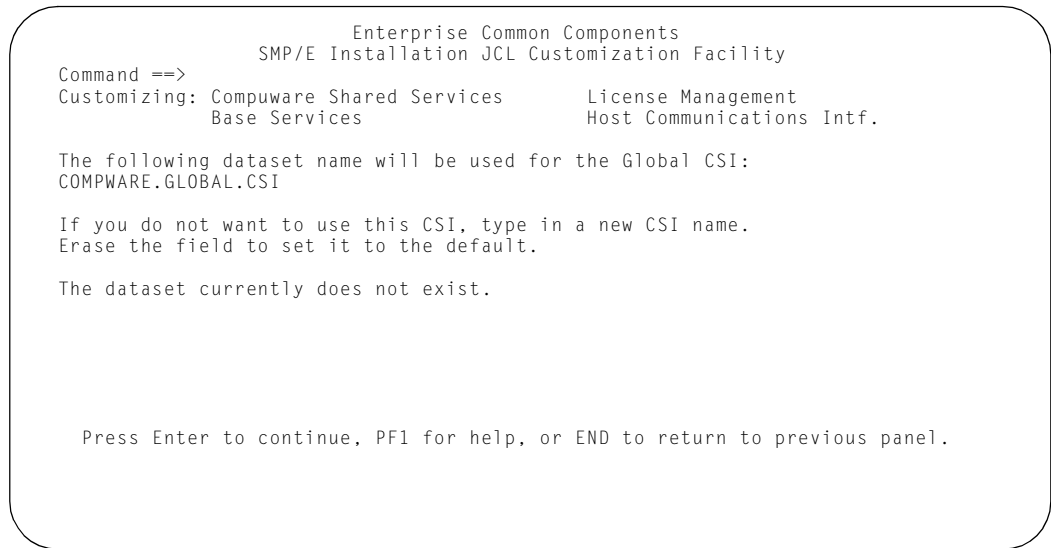 Enterprise Common Components
SMP/E Installation JCL Customization Facility
Command ==>
Customizing: Compuware Shared Services License Management
Base Services Host Communications Intf.
The following dataset name will be used for the Global CSI:
COMPWARE.GLOBAL.CSI
If you do not want to use this CSI, type in a new CSI name.
Erase the field to set it to the default.
The dataset currently does not exist.
Press Enter to continue, PF1 for help, or END to return to previous panel.